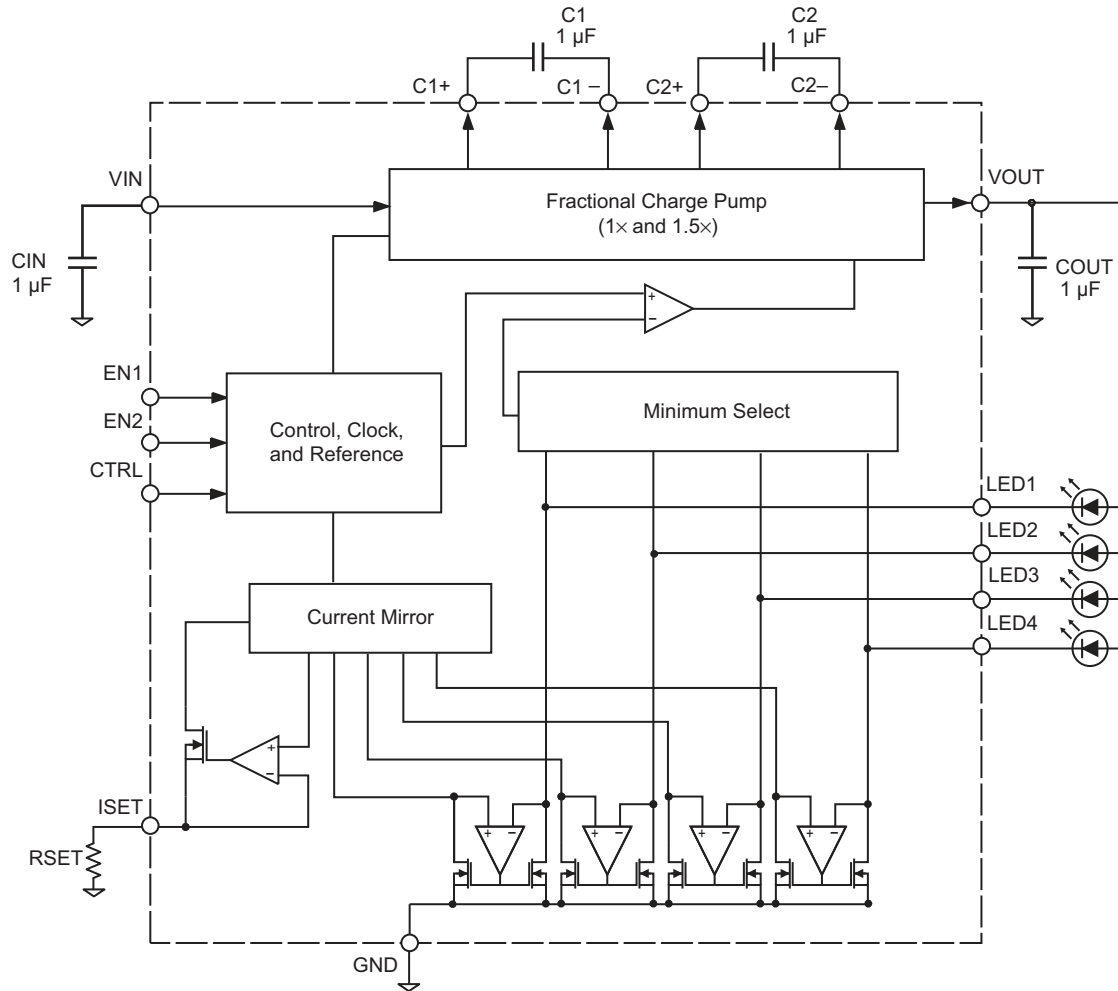 C1
1 µF
C2
1 µF
C1+
C1 –
C2+
C2–
VIN
Fractional Charge Pump
(1× and 1.5×)
VOUT
CIN
1 µF
COUT
1 µF
+
–
EN1
EN2
CTRL
Control, Clock,
and Reference
Minimum Select
LED1
LED2
LED3
LED4
Current Mirror
+
–
ISET
RSET
+ –
+ –
+ –
+ –
GND